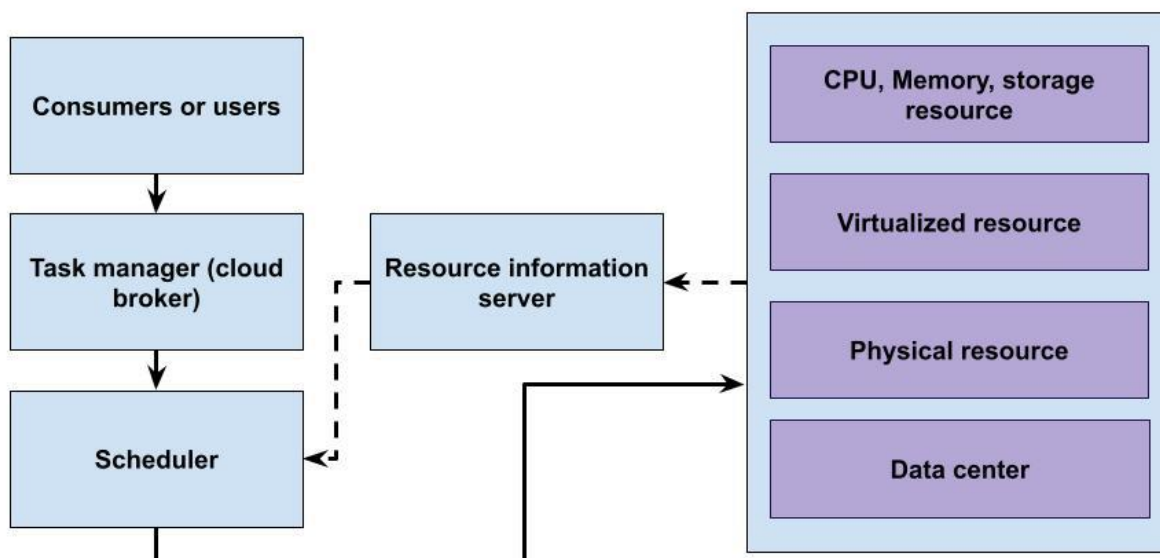 Consumers or users
Task manager (cloud
broker)
Scheduler
Resource information
server
CPU, Memory, storage
resource
Virtualized resource
Physical resource
Data center